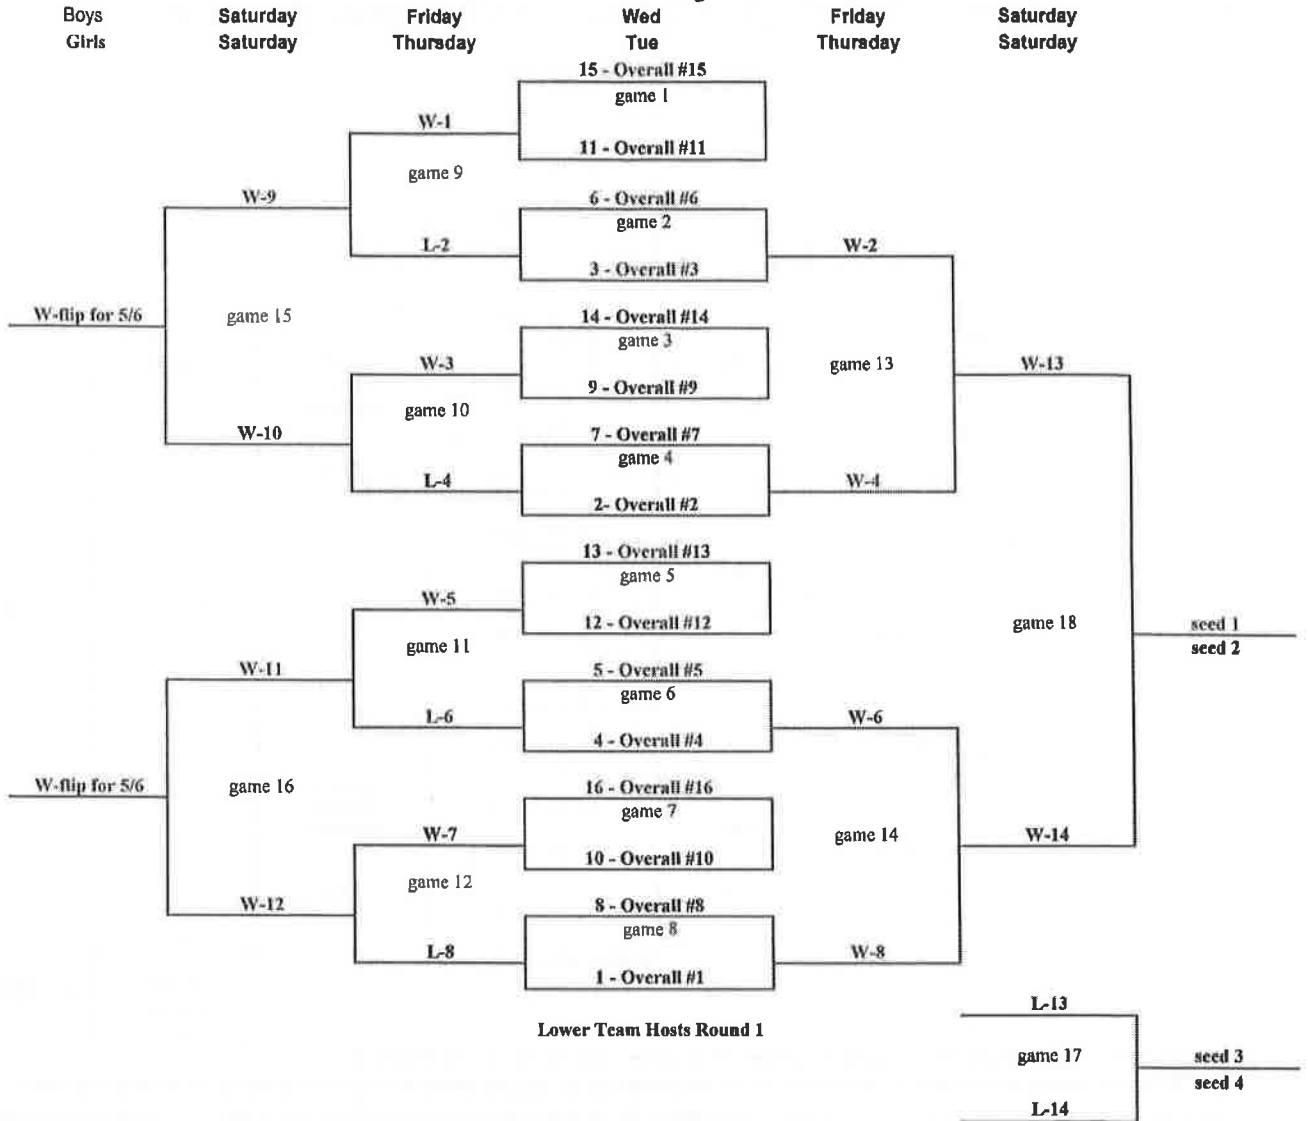 Boys Saturday Friday Wed Friday Saturday
Girls Saturday Thursday Tue Thursday Saturday
15 - Overall #15
game 1
W-1
11 - Overall #11
game 9
W-9
6 - Overall #6
game 2
L-2
W-2
3 - Overall #3
W-flip for 5/6
game 15
14 - Overall #14
game 3
W-3
game 13
W-13
9 - Overall #9
game 10
W-10
7 - Overall #7
game 4
L-4
W-4
2- Overall #2
13 - Overall #13
game 5
W-5
12 - Overall #12
game 18
seed 1
seed 2
game 11
W-11
5 - Overall #5
game 6
L-6
W-6
4 - Overall #4
W-flip for 5/6
game 16
16 - Overall #16
game 7
W-7
game 14
W-14
10 - Overall #10
game 12
W-12
8 - Overall #8
game 8
L-8
W-8
1 - Overall #1
Lower Team Hosts Round 1
L-13
game 17
seed 3
seed 4
L-14